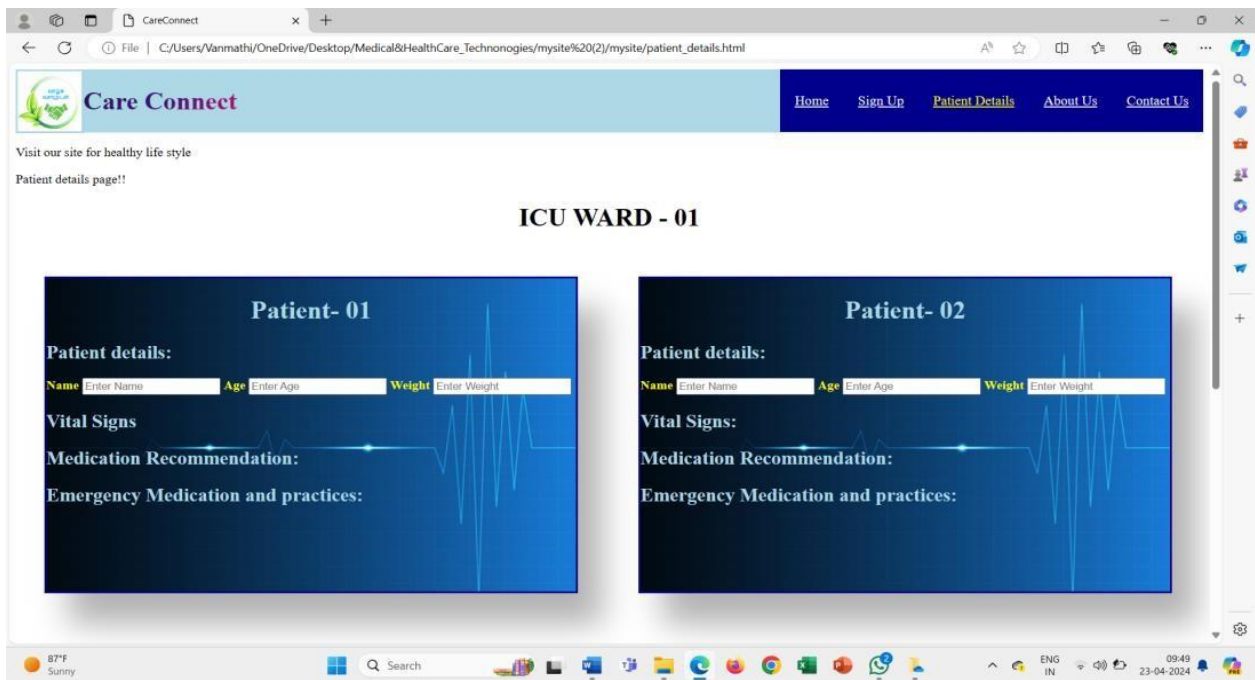 CareConnect
File | C:/Users/Vanmathi/OneDrive/Desktop/Medical&HealthCare_Technonogies/mysite%20(2)/mysite/patient_details.html
Care Connect
Home Sign Up Patient Details About Us Contact Us
Visit our site for healthy life style
Patient details page!!
ICU WARD - 01
Patient- 01
Patient details:
Name Enter Name Age Enter Age Weight Enter Weight
Vital Signs
Medication Recommendation:
Emergency Medication and practices:
Patient- 02
Patient details:
Name Enter Name Age Enter Age Weight Enter Weight
Vital Signs:
Medication Recommendation:
Emergency Medication and practices:
87°F
Sunny
Search
2
ENG
IN
09:49
23-04-2024